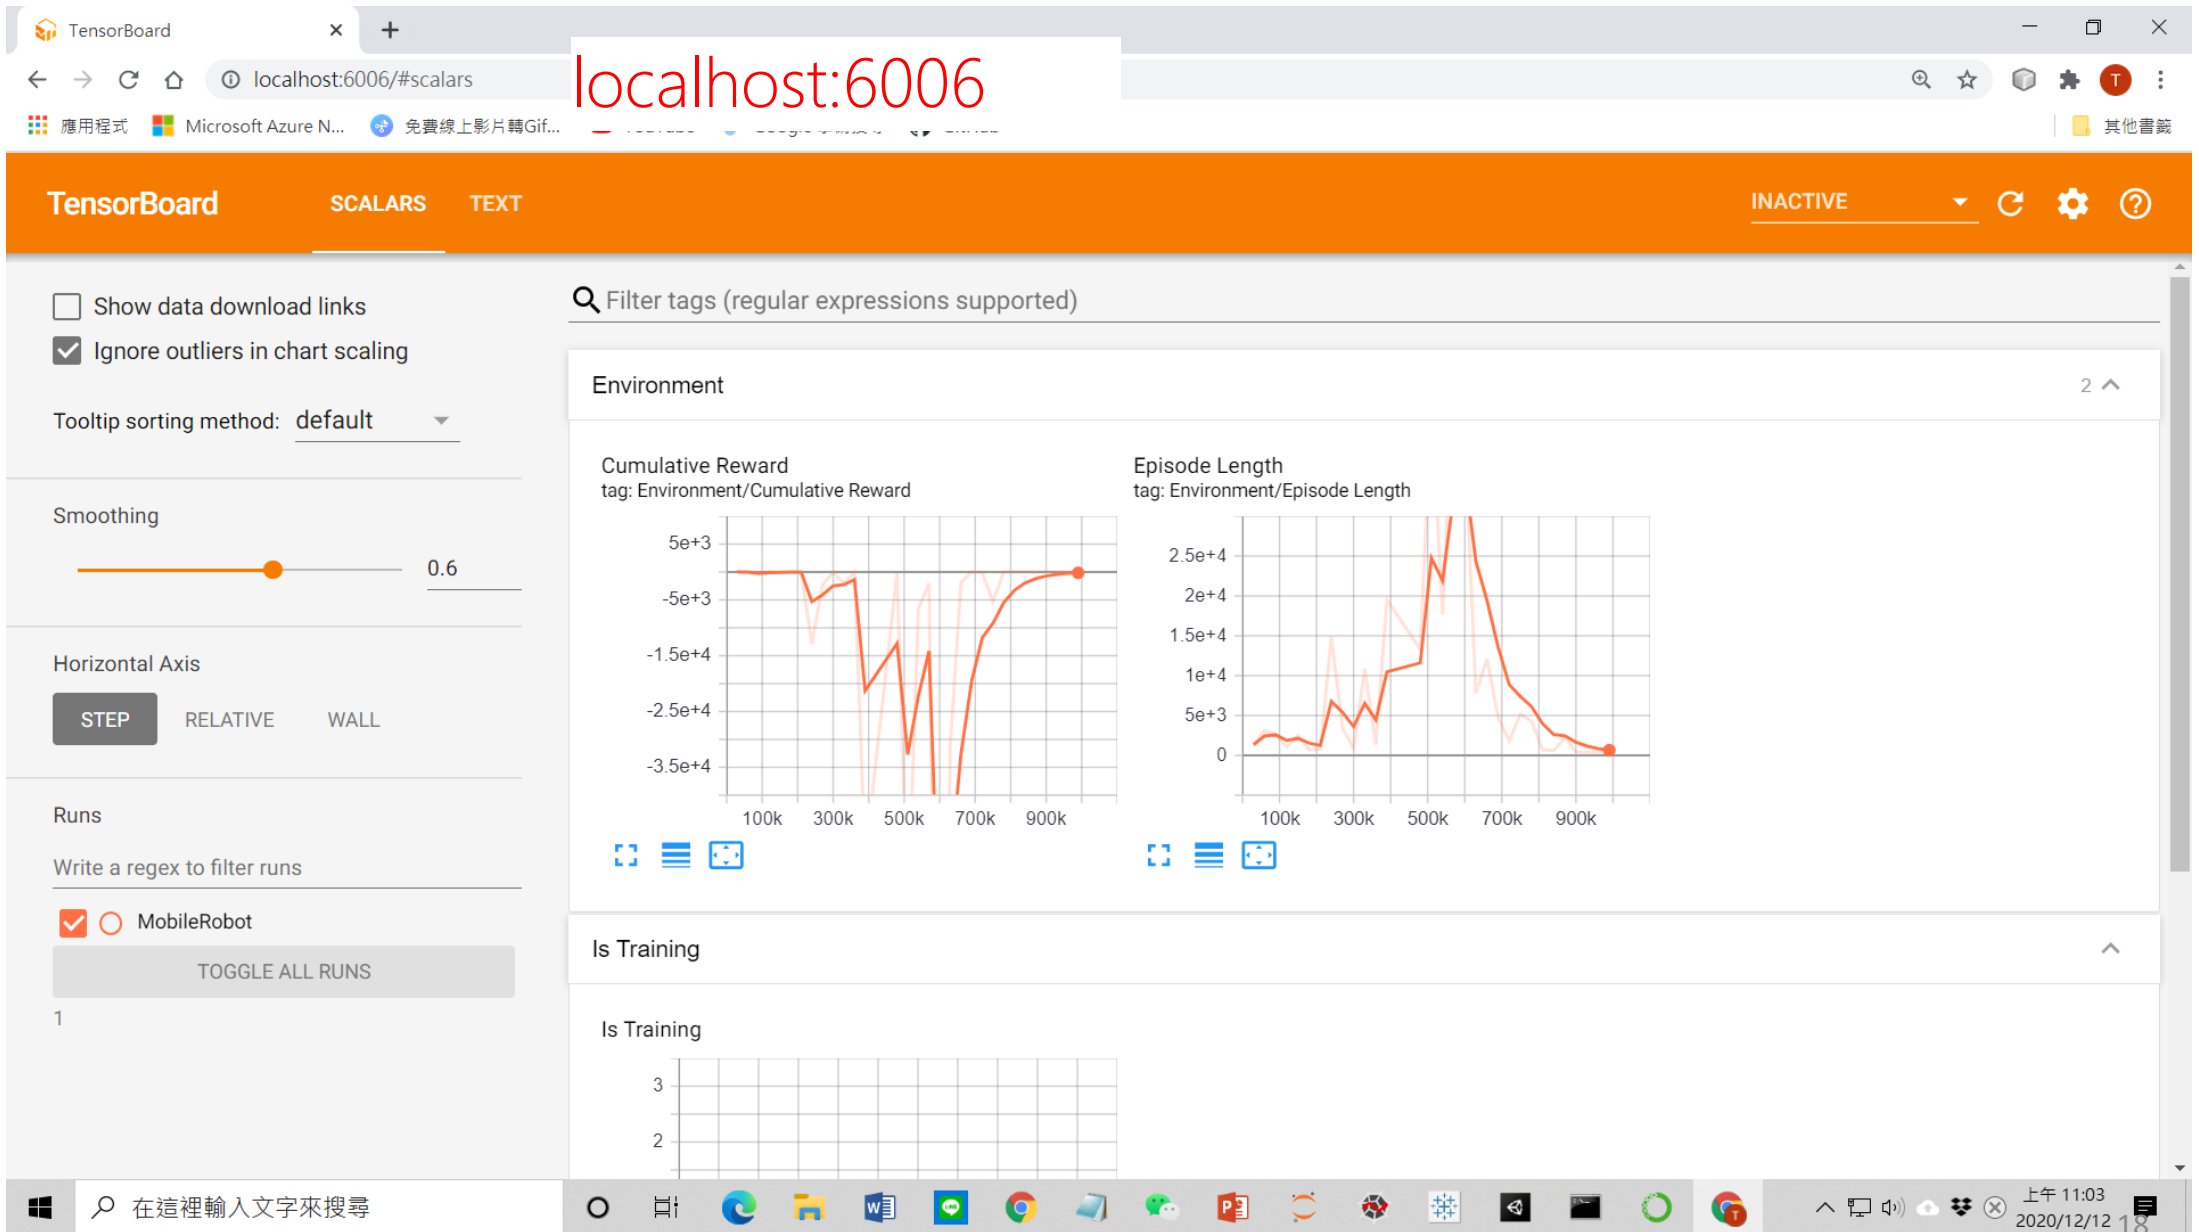 TensorBoard
localhost:6006/#scalars
localhost:6006
T
應用程式
Microsoft Azure N...
免費線上影片轉Gif...
其他書籤
TensorBoard
SCALARS
TEXT
INACTIVE
Show data download links
Ignore outliers in chart scaling
Tooltip sorting method: default
Smoothing
0.6
Horizontal Axis
STEP RELATIVE WALL
Runs
Write a regex to filter runs
MobileRobot
TOGGLE ALL RUNS
1
Filter tags (regular expressions supported)
Environment
2
Cumulative Reward
tag: Environment/Cumulative Reward
5e+3
-5e+3
-1.5e+4
-2.5e+4
-3.5e+4
100k 300k 500k 700k 900k
Episode Length
tag: Environment/Episode Length
2.5e+4
2e+4
1.5e+4
1e+4
5e+3
0
100k 300k 500k 700k 900k
Is Training
Is Training
3
2
在這裡輸入文字來搜尋
上午 11:03
2020/12/12
18